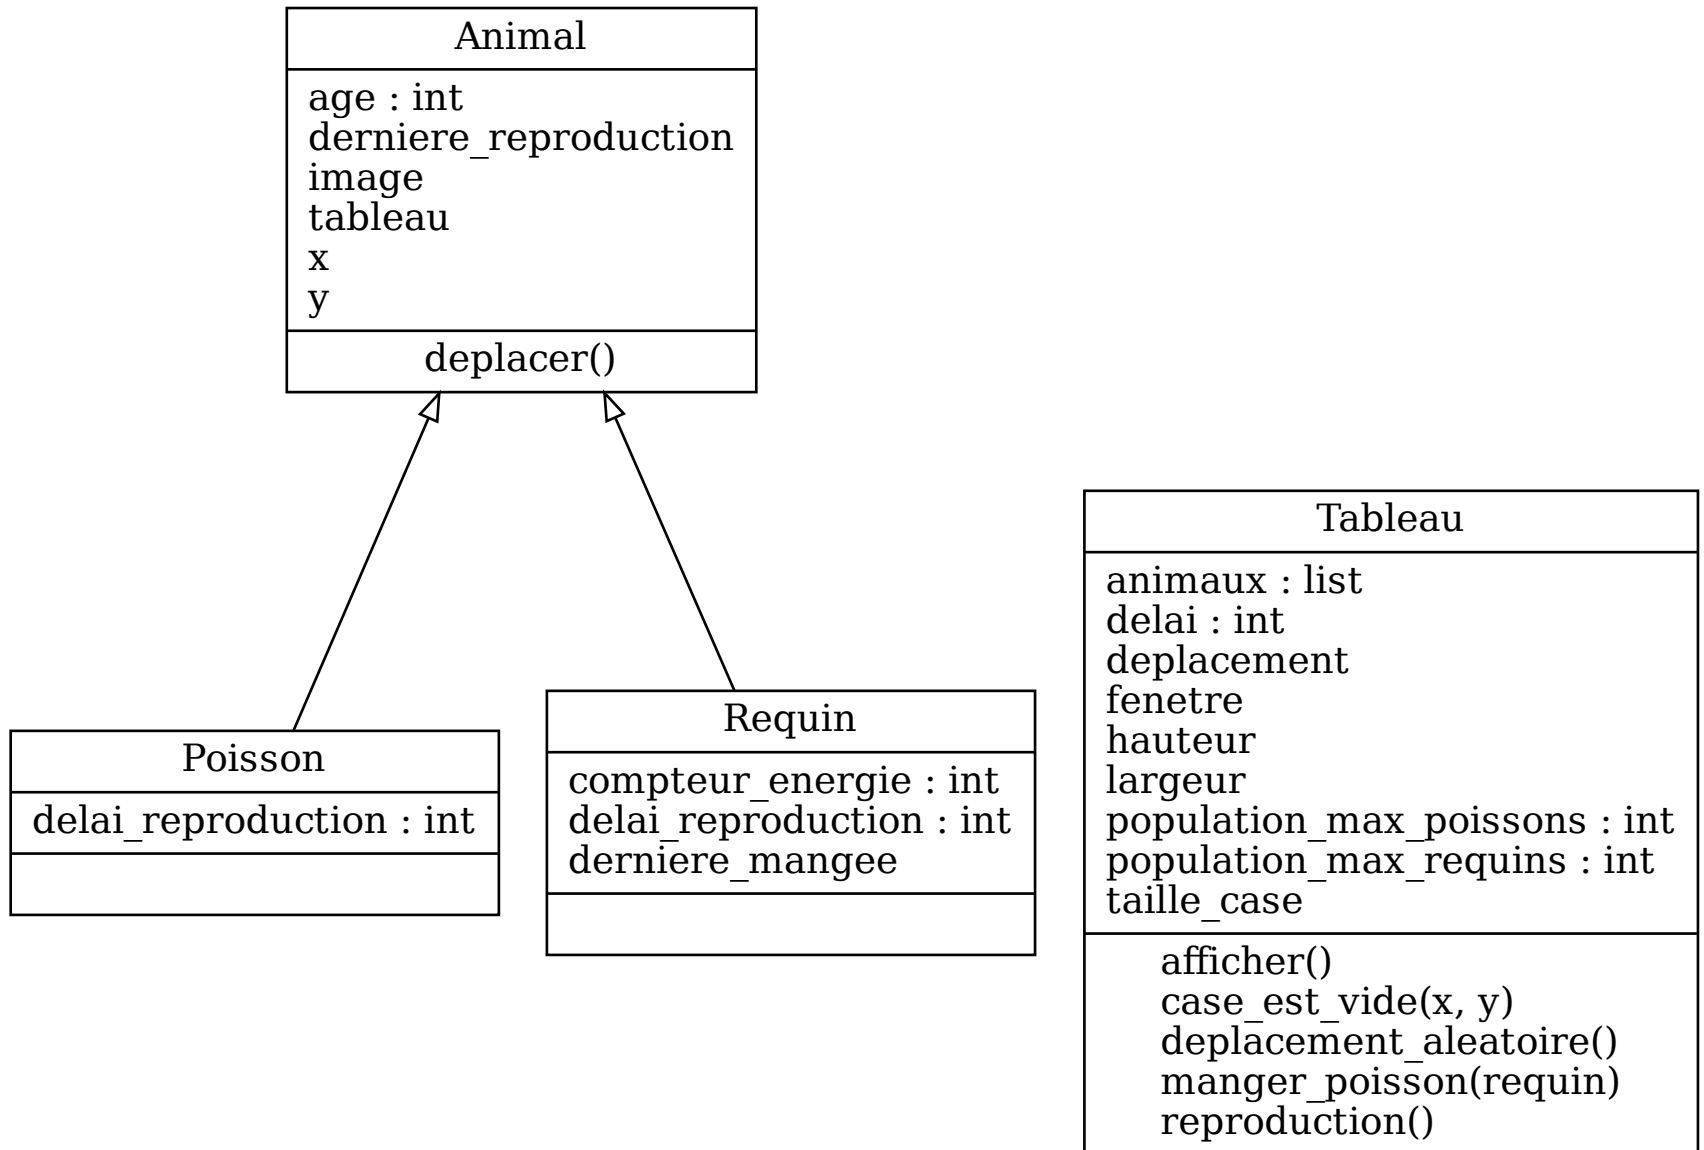 Animal
age : int
derniere_reproduction
image
tableau
x
y
deplacer()
Poisson
delai_reproduction : int
Requin
compteur_energie : int
delai_reproduction : int
derniere_mangee
Tableau
animaux : list
delai : int
deplacement
fenetre
hauteur
largeur
population_max_poissons : int
population_max_requins : int
taille_case
afficher()
case_est_vide(x, y)
deplacement_aleatoire()
manger_poisson(requin)
reproduction()